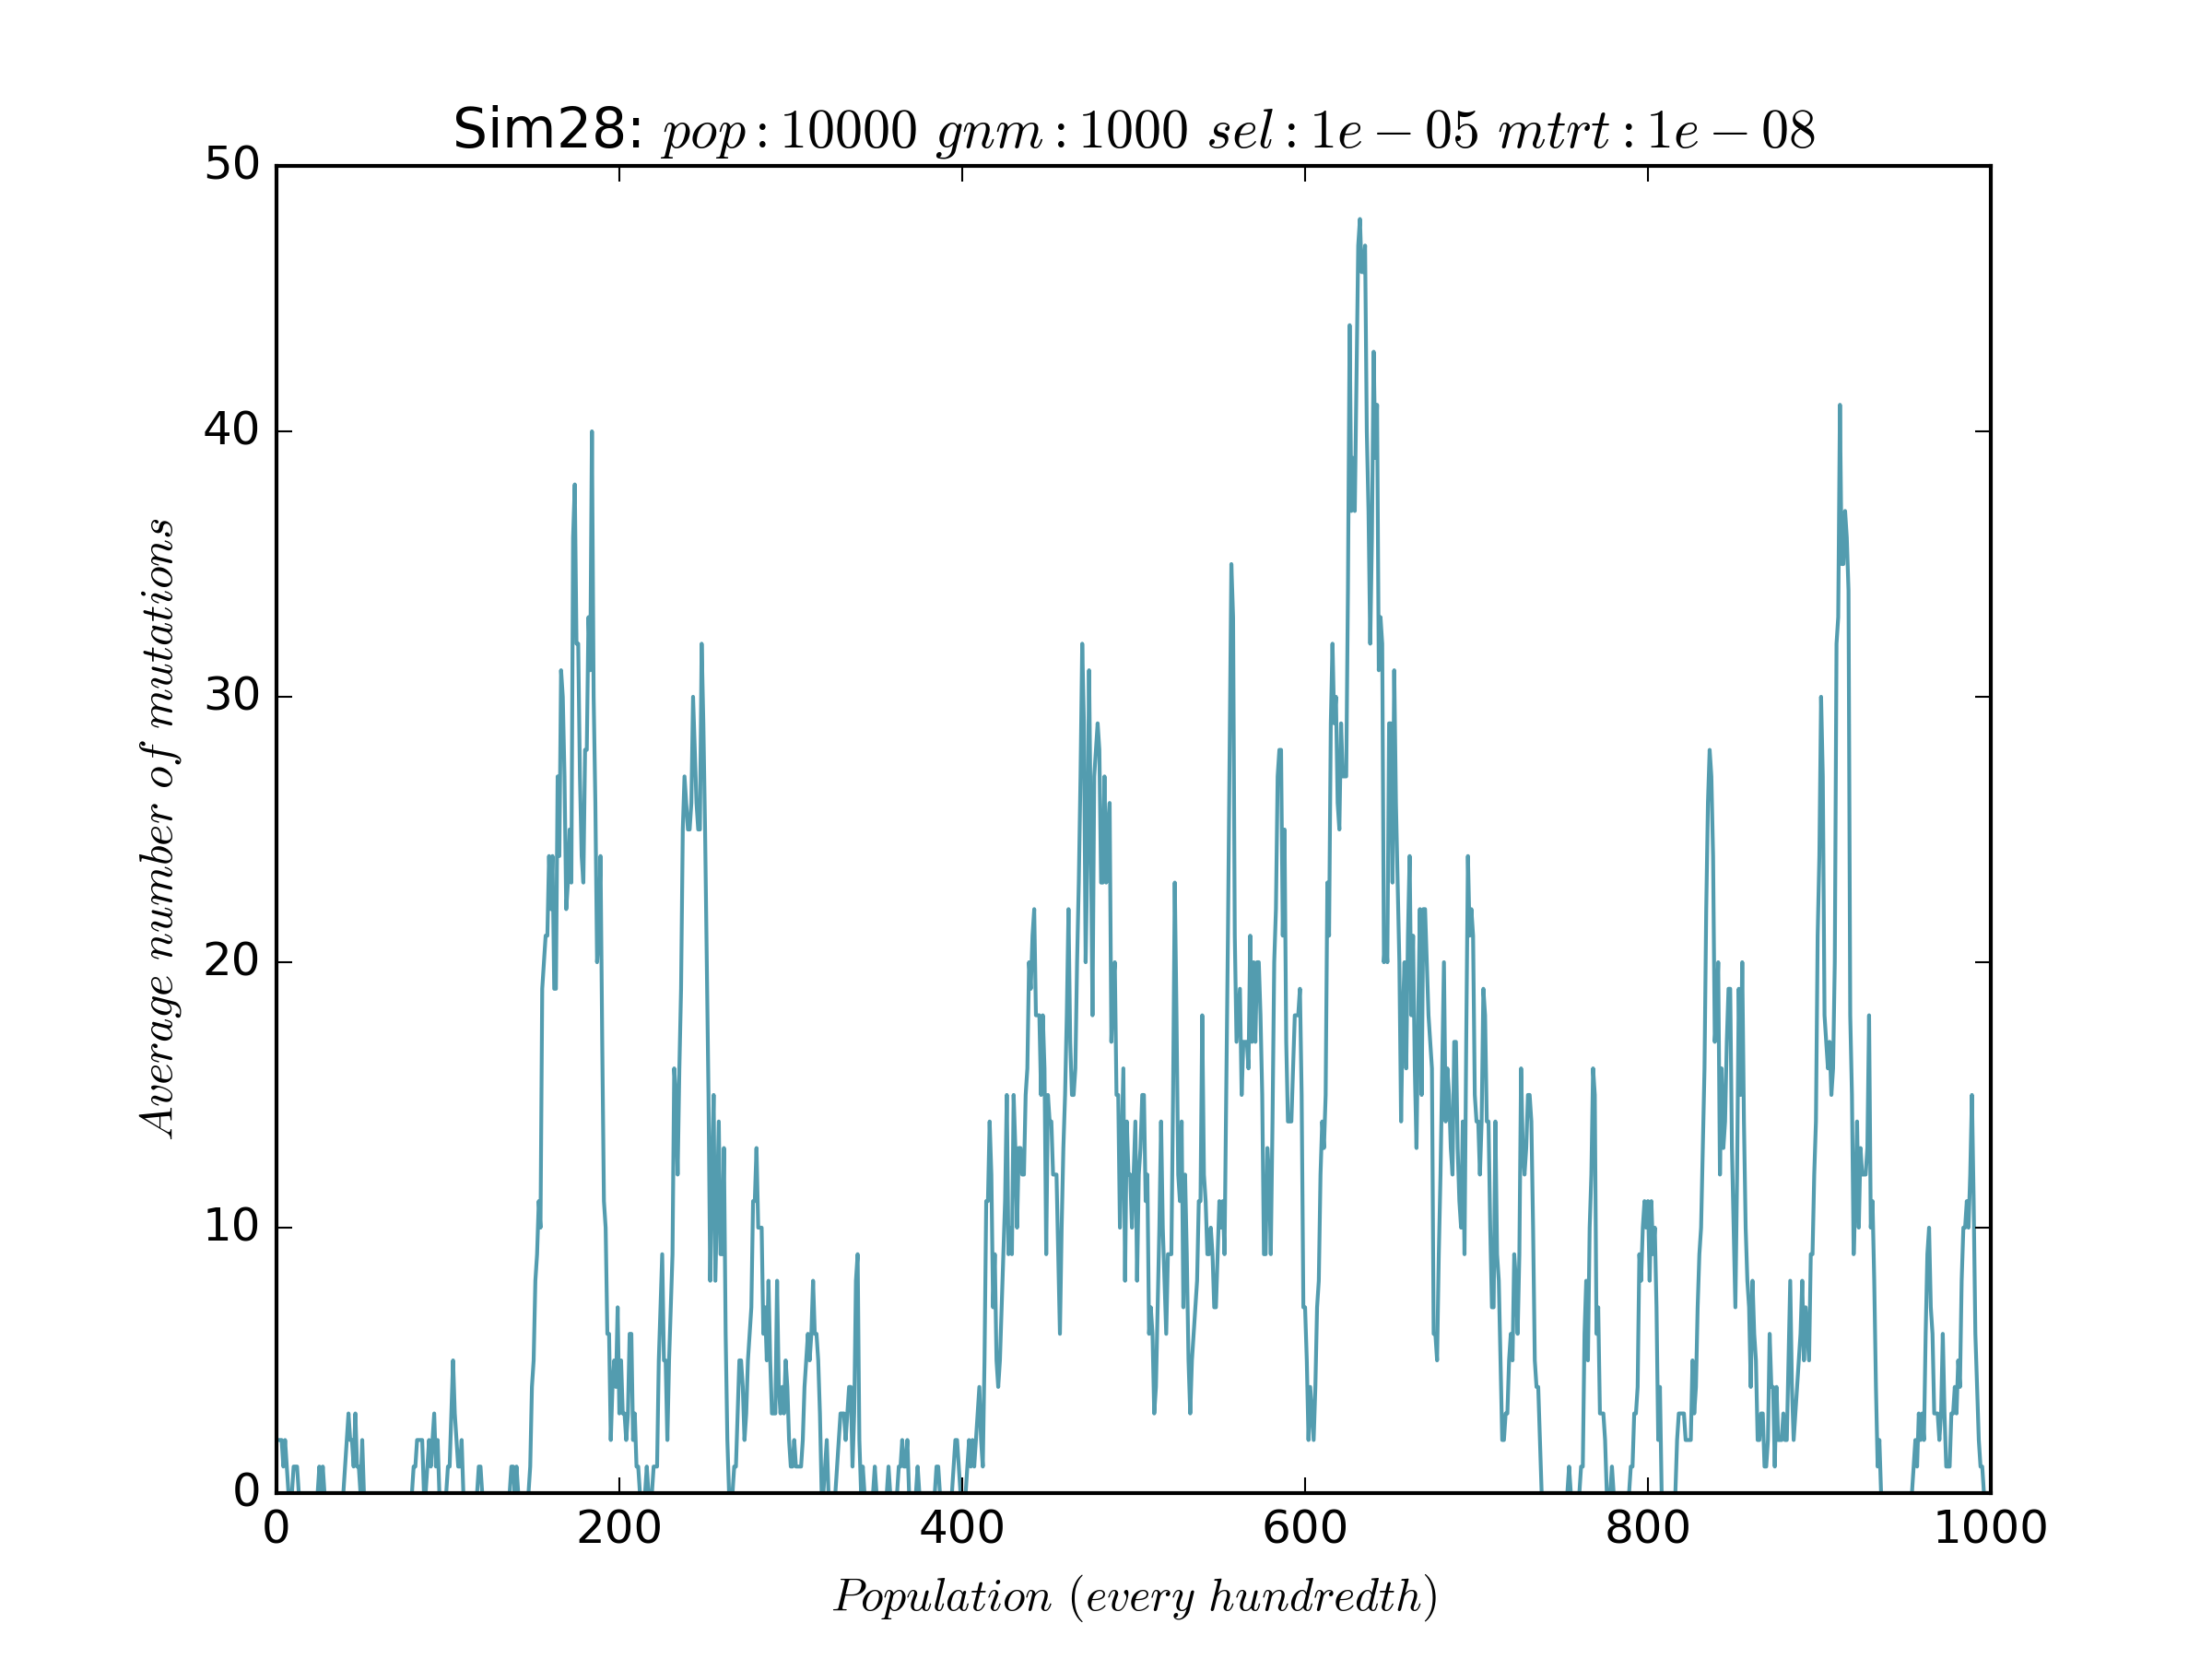 Sim28: pop : 10000 gnm : 1000 sel : 1e − 05 mtrt : 1e − 08
50
40
30
20
10
0
0 200 400 600 800 1000
Average number of mutations
Population (every hundredth)